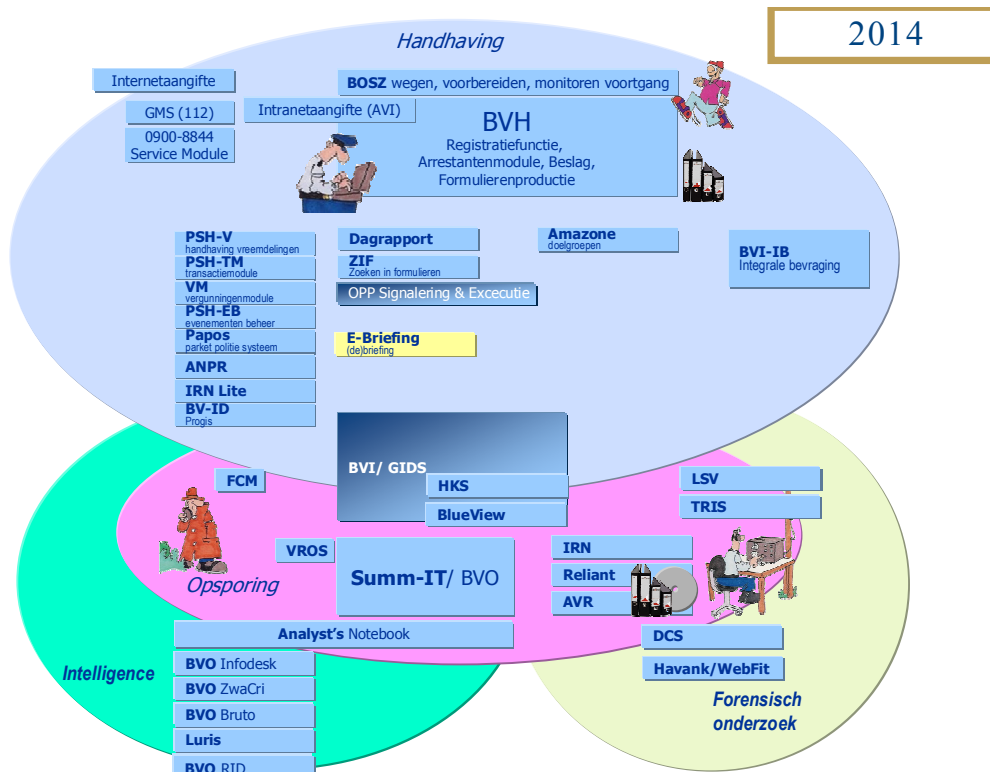 2014
Handhaving
Internetaangifte
BOSZ wegen, voorbereiden, monitoren voortgang
GMS (112)
Intranetaangifte (AVI)
0900-8844
Service Module
BVH
Registratiefunctie,
Arrestantenmodule, Beslag,
Formulierenproductie
PSH-V
handhaving vreemdelingen
PSH-TM
transactiemodule
VM
vergunningenmodule
PSH-EB
evenementen beheer
Papos
parket politie systeem
ANPR
IRN Lite
BV-ID
Progis
Dagrapport
ZIF
Zoeken in formulieren
OPP Signalering & Excecutie
E-Briefing
(de)briefing
Amazone
doelgroepen
BVI-IB
Integrale bevraging
BVI/ GIDS
HKS
BlueView
FCM
LSV
TRIS
VROS
Opsporing
Summ-IT/ BVO
IRN
Reliant
AVR
Analyst's Notebook
DCS
Havank/WebFit
Intelligence
BVO Infodesk
BVO ZwaCri
BVO Bruto
Luris
BVO RID
Forensisch
onderzoek